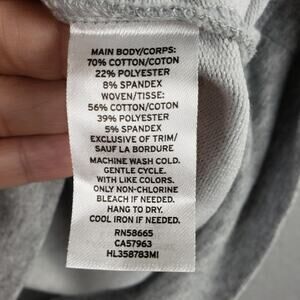 MAIN BODY/CORPS:
70% COTTON/COTON
22% POLYESTER
8% SPANDEX
WOVEN/TISSE:
56% COTTON/COTON
39% POLYESTER
5% SPANDEX
EXCLUSIVE OF TRIM/
SAUF LA BORDURE
MACHINE WASH COLD.
GENTLE CYCLE.
WITH LIKE COLORS.
ONLY NON-CHLORINE
BLEACH IF NEEDED.
HANG TO DRY.
COOL IRON IF NEEDED.
RN58665
CA57963
HL358783MI